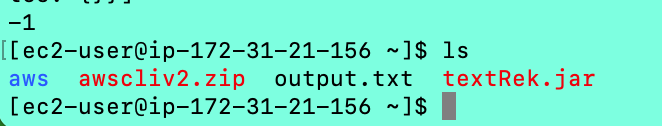 -1
[[ec2-user@ip-172-31-21-156 ~]$ ls
aws  awscliv2.zip  output.txt  textRek.jar
[ec2-user@ip-172-31-21-156 ~]$